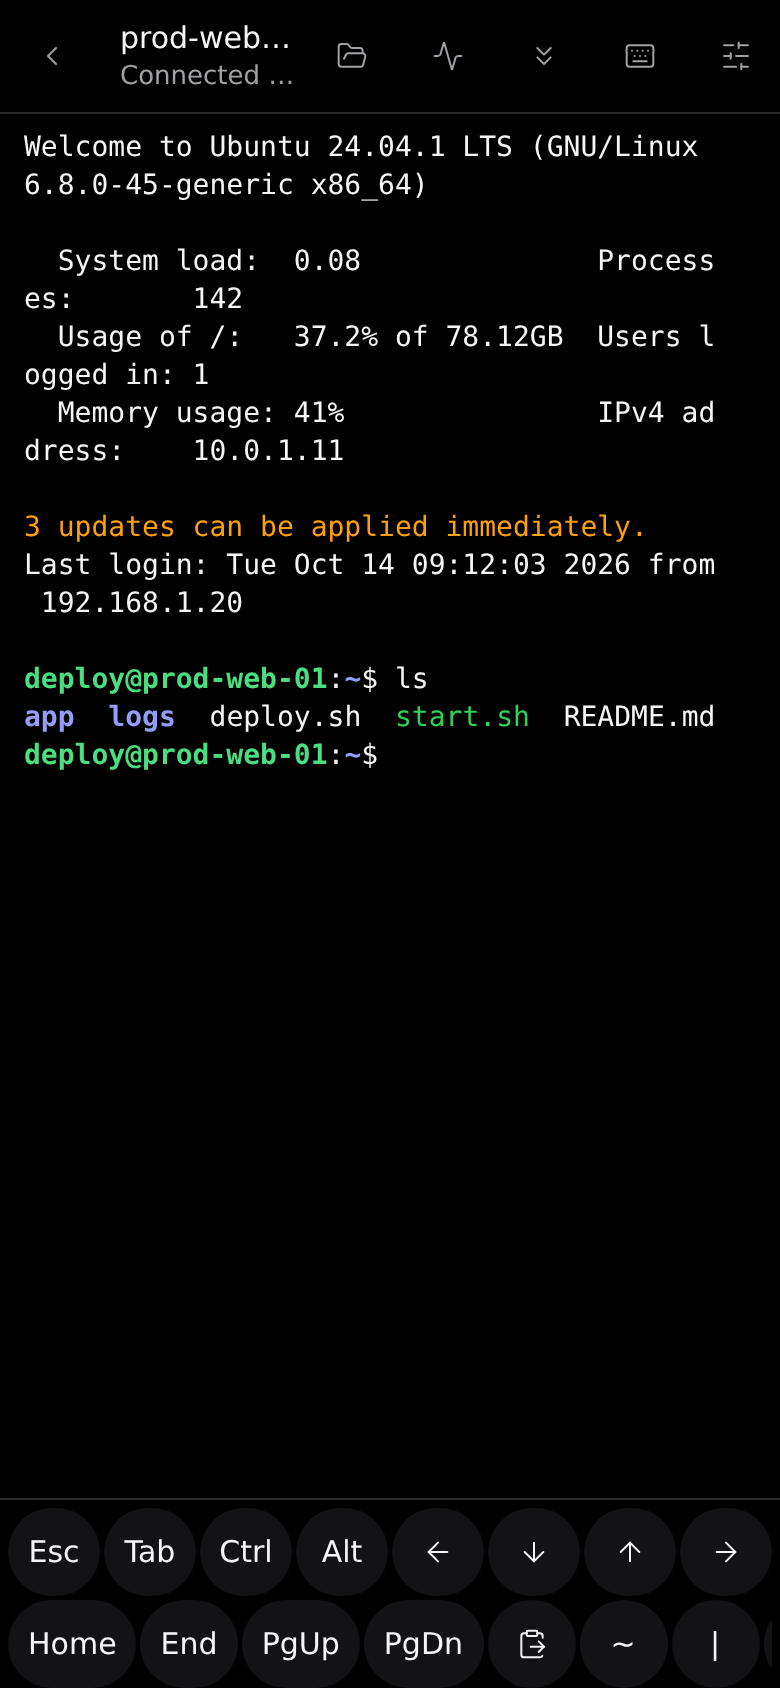 prod-web…
Connected …
Welcome to Ubuntu 24.04.1 LTS (GNU/Linux
6.8.0-45-generic x86_64)
System load:  0.08              Process
es:       142
Usage of /:   37.2% of 78.12GB  Users l
ogged in: 1
Memory usage: 41%               IPv4 ad
dress:    10.0.1.11
3 updates can be applied immediately.
Last login: Tue Oct 14 09:12:03 2026 from
192.168.1.20
deploy@prod-web-01:~$ ls
app  logs  deploy.sh  start.sh  README.md
deploy@prod-web-01:~$
Esc Tab Ctrl Alt ← ↓ ↑ →
Home End PgUp PgDn ~ |